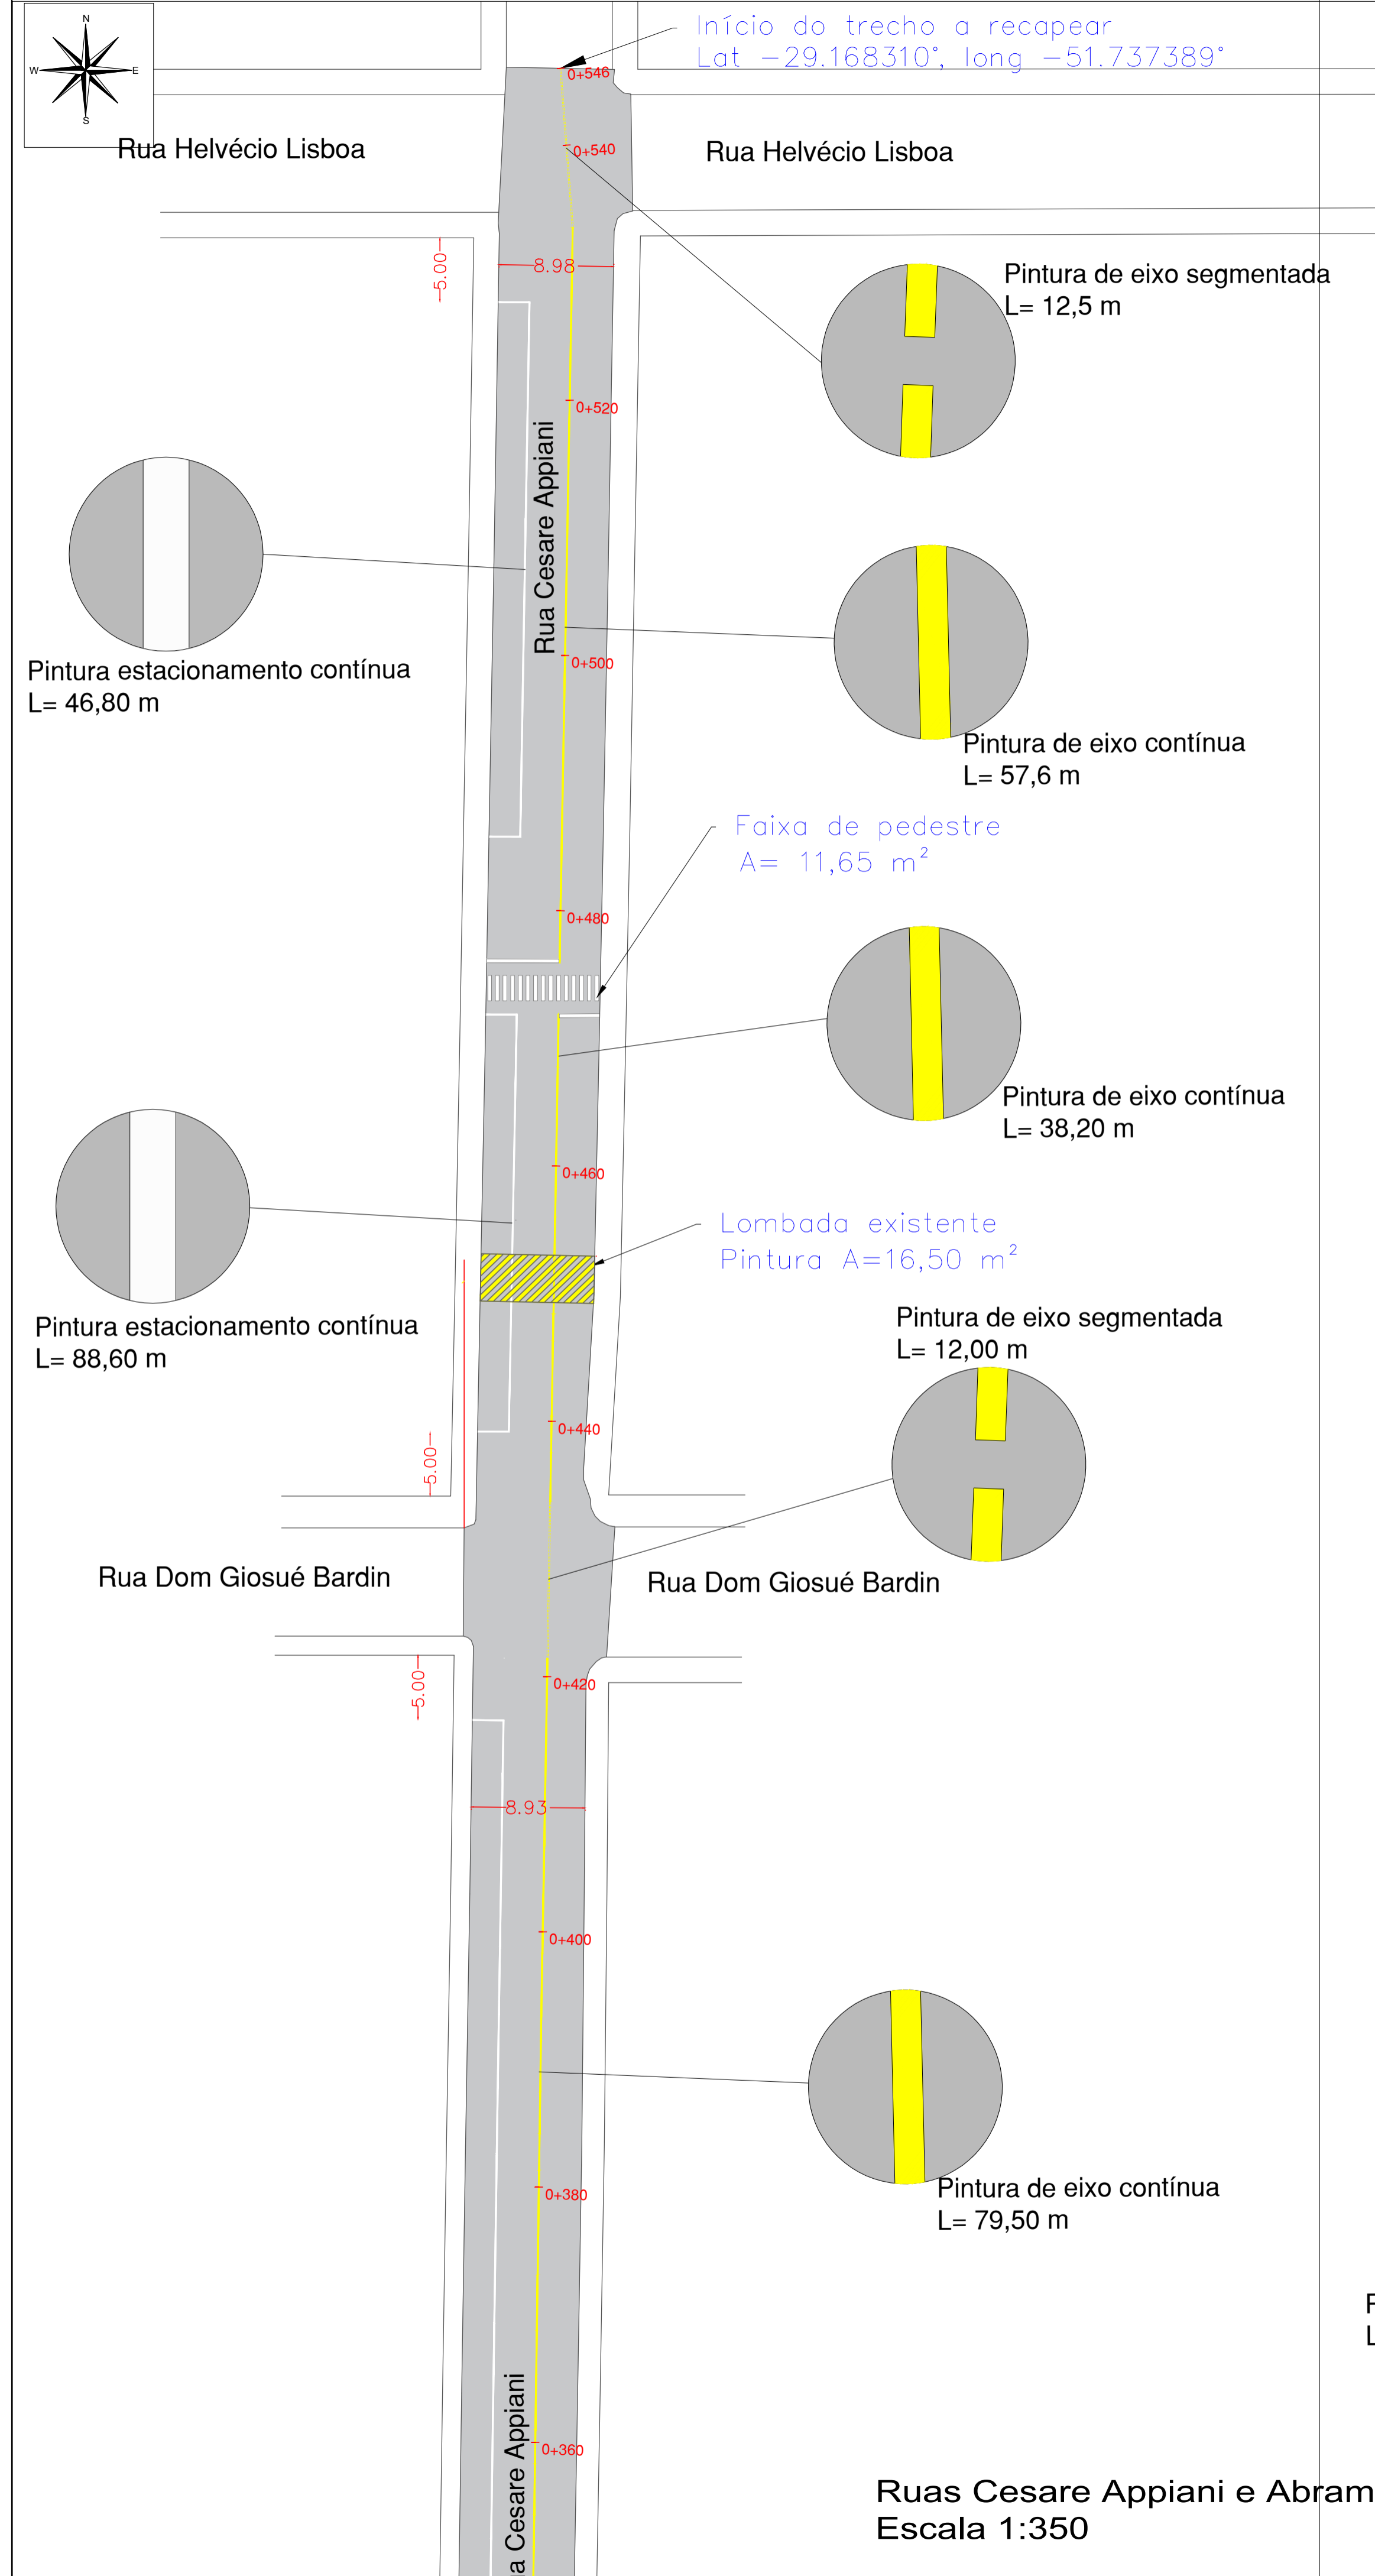 N
W
E
S
Início do trecho a recapear
Lat -29.168310°, long -51.737389°
0+546
Rua Helvécio Lisboa
0+540
Rua Helvécio Lisboa
5.00
8.98
Pintura de eixo segmentada
L= 12,5 m
0+520
Rua Cesare Appiani
0+500
Pintura estacionamento contínua
L= 46,80 m
Pintura de eixo contínua
L= 57,6 m
Faixa de pedestre
A= 11,65 m²
0+480
Pintura de eixo contínua
L= 38,20 m
0+460
Lombada existente
Pintura A=16,50 m²
Pintura estacionamento contínua
L= 88,60 m
Pintura de eixo segmentada
L= 12,00 m
0+440
5.00
Rua Dom Giosué Bardin
Rua Dom Giosué Bardin
0+420
5.00
8.93
0+400
0+380
Pintura de eixo contínua
L= 79,50 m
0+360
a Cesare Appiani
Ruas Cesare Appiani e Abram
Escala 1:350